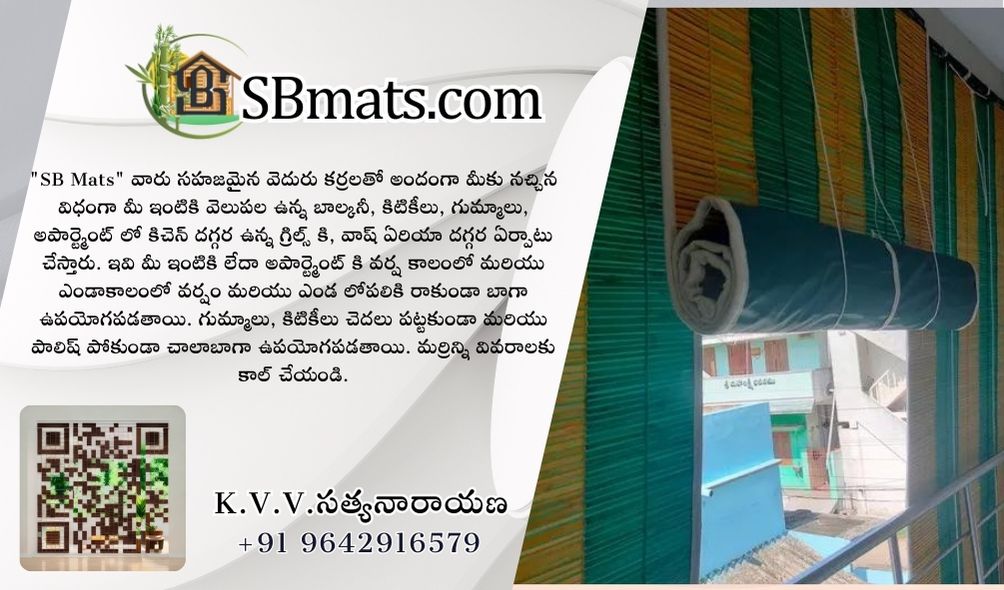 SBmats.com
"SB Mats" వారు సహజమైన వెదురు కర్రలతో అందంగా మీకు నచ్చిన
విధంగా మీ ఇంటికి వెలుపల ఉన్న బాల్కనీ, కిటికీలు, గుమ్మాలు,
అపార్ట్మెంట్ లో కిచెన్ దగ్గర ఉన్న గ్రిల్స్ కి, వాష్ ఏరియా దగ్గర ఏర్పాటు
చేస్తారు. ఇవి మీ ఇంటికి లేదా అపార్ట్మెంట్ కి వర్ష కాలంలో మరియు
ఎండాకాలంలో వర్షం మరియు ఎండ లోపలికి రాకుండా బాగా
ఉపయోగపడతాయి. గుమ్మాలు, కిటికీలు చెదలు పట్టకుండా మరియు
పాలిష్ పోకుండా చాలాబాగా ఉపయోగపడతాయి. మర్రిన్ని వివరాలకు
కాల్ చేయండి.
K.V.V.సత్యనారాయణ
+91 9642916579